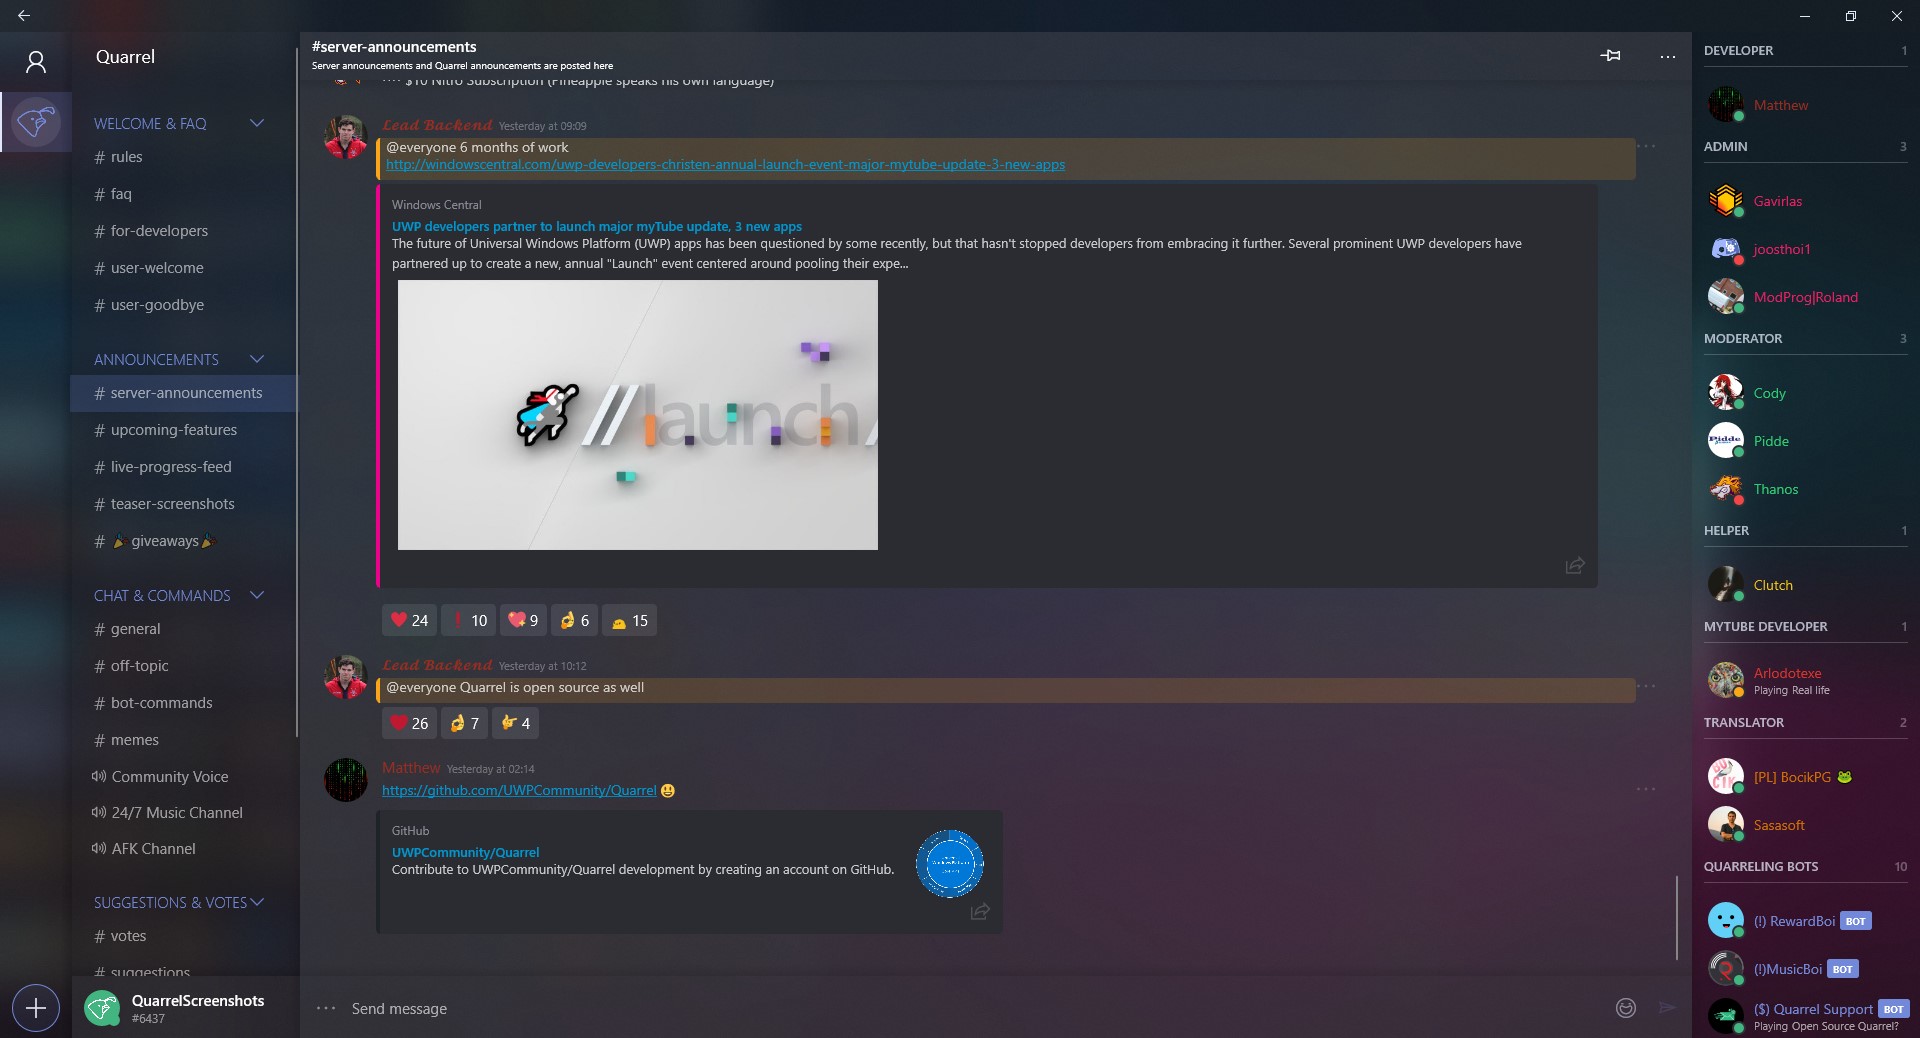 Quarrel
WELCOME & FAQ
# rules
# faq
# for-developers
# user-welcome
# user-goodbye
ANNOUNCEMENTS
# server-announcements
# upcoming-features
# live-progress-feed
# teaser-screenshots
# 🎉giveaways🎉
CHAT & COMMANDS
# general
# off-topic
# bot-commands
# memes
Community Voice
24/7 Music Channel
AFK Channel
SUGGESTIONS & VOTES
# votes
# suggestions
QuarrelScreenshots
#6437
#server-announcements
Server announcements and Quarrel announcements are posted here
$10 Nitro Subscription (Pineapple speaks his own language)
Lead Backend Yesterday at 09:09
@everyone 6 months of work
http://windowscentral.com/uwp-developers-christen-annual-launch-event-major-mytube-update-3-new-apps
Windows Central
UWP developers partner to launch major myTube update, 3 new apps
The future of Universal Windows Platform (UWP) apps has been questioned by some recently, but that hasn't stopped developers from embracing it further. Several prominent UWP developers have
partnered up to create a new, annual "Launch" event centered around pooling their expe...
//launch/
❤️ 24 ❗ 10 💖 9 👌 6 15
Lead Backend Yesterday at 10:12
@everyone Quarrel is open source as well
❤️ 26 👌 7 👉 4
Matthew Yesterday at 02:14
https://github.com/UWPCommunity/Quarrel 😃
GitHub
UWPCommunity/Quarrel
Contribute to UWPCommunity/Quarrel development by creating an account on GitHub.
Send message
DEVELOPER 1
Matthew
ADMIN 3
Gavirlas
joosthoi1
ModProg|Roland
MODERATOR 3
Cody
Pidde
Pidde
Thanos
HELPER 1
Clutch
MYTUBE DEVELOPER 1
Arlodotexe
Playing Real life
TRANSLATOR 2
[PL] BocikPG 🐸
Sasasoft
QUARRELING BOTS 10
(!) RewardBoi BOT
(!)MusicBoi BOT
($) Quarrel Support BOT
Playing Open Source Quarrel?